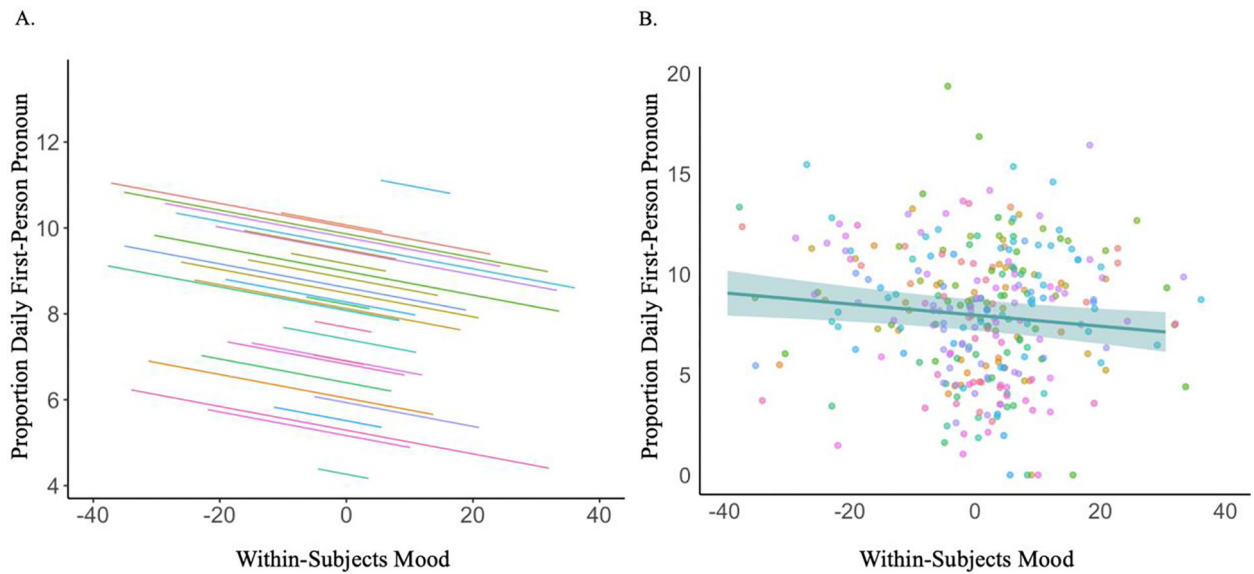 A.
Proportion Daily First-Person Pronoun
12
10
8
6
4
-40 -20 0 20 40
Within-Subjects Mood
B.
Proportion Daily First-Person Pronoun
20
15
10
5
0
-40 -20 0 20 40
Within-Subjects Mood